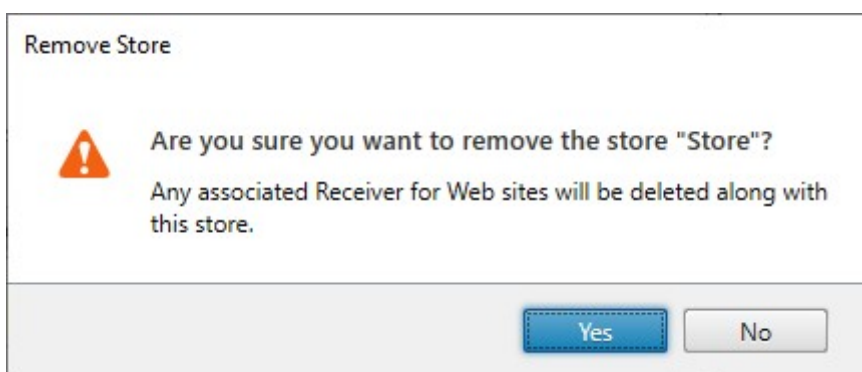 Remove Store
Are you sure you want to remove the store "Store"?
Any associated Receiver for Web sites will be deleted along with
this store.
Yes
No